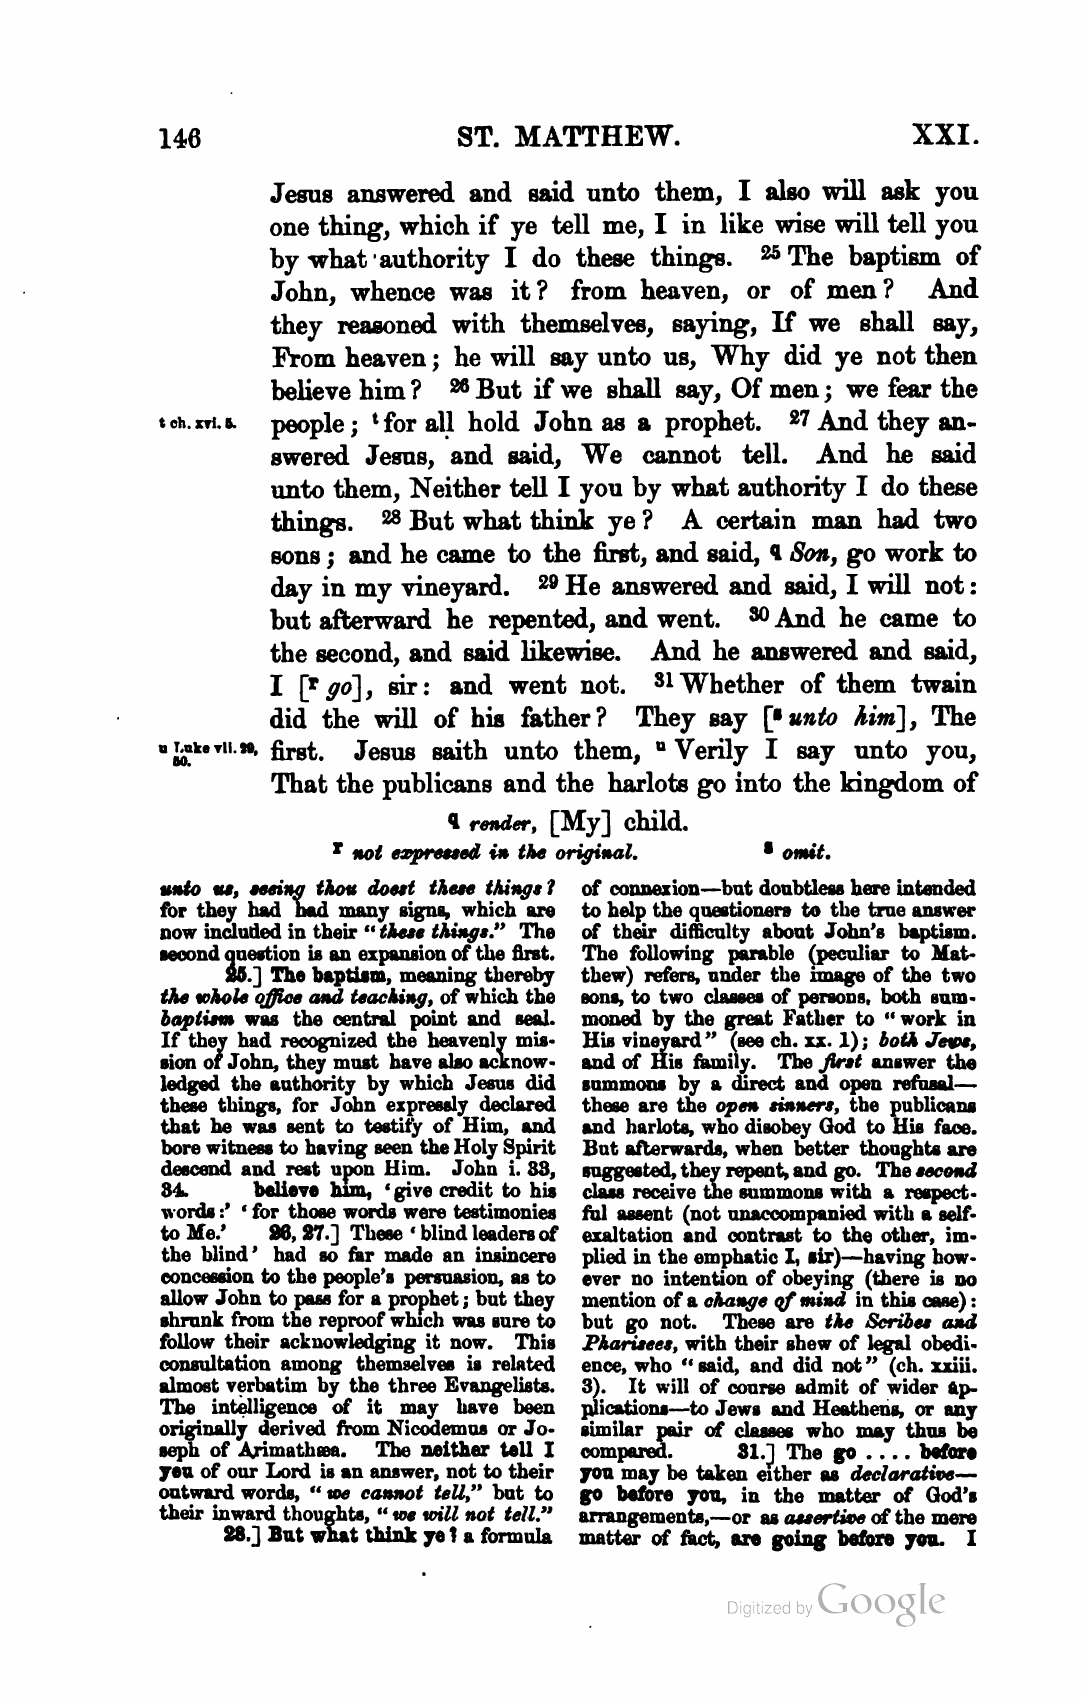 146 ST. MATTHEW. XXI.
Jesus answered and said unto them, I also will ask you
one thing, which if ye tell me, I in like wise will tell you
by what authority I do these things. 25 The baptism of
John, whence was it? from heaven, or of men? And
they reasoned with themselves, saying, If we shall say,
From heaven; he will say unto us, Why did ye not then
believe him? 26 But if we shall say, Of men; we fear the
t ch. xvi. 5. people; t for all hold John as a prophet. 27 And they an-
swered Jesus, and said, We cannot tell. And he said
unto them, Neither tell I you by what authority I do these
things. 28 But what think ye? A certain man had two
sons; and he came to the first, and said, q Son, go work to
day in my vineyard. 29 He answered and said, I will not:
but afterward he repented, and went. 30 And he came to
the second, and said likewise. And he answered and said,
I [r go], sir: and went not. 31 Whether of them twain
did the will of his father? They say [s unto him], The
u Luke vii. 29, first. Jesus saith unto them, u Verily I say unto you,
50.
That the publicans and the harlots go into the kingdom of
q render, [My] child.
r not expressed in the original. s omit.
unto us, seeing thou doest these things?
for they had had many signs, which are
now included in their "these things." The
second question is an expansion of the first.
25.] The baptism, meaning thereby
the whole office and teaching, of which the
baptism was the central point and seal.
If they had recognized the heavenly mis-
sion of John, they must have also acknow-
ledged the authority by which Jesus did
these things, for John expressly declared
that he was sent to testify of Him, and
bore witness to having seen the Holy Spirit
descend and rest upon Him. John i. 33,
34. believe him, 'give credit to his
words:' 'for those words were testimonies
to Me.' 26, 27.] These 'blind leaders of
the blind' had so far made an insincere
concession to the people's persuasion, as to
allow John to pass for a prophet; but they
shrunk from the reproof which was sure to
follow their acknowledging it now. This
consultation among themselves is related
almost verbatim by the three Evangelists.
The intelligence of it may have been
originally derived from Nicodemus or Jo-
seph of Arimathæa. The neither tell I
you of our Lord is an answer, not to their
outward words, "we cannot tell," but to
their inward thoughts, "we will not tell."
28.] But what think ye? a formula
of connexion—but doubtless here intended
to help the questioners to the true answer
of their difficulty about John's baptism.
The following parable (peculiar to Mat-
thew) refers, under the image of the two
sons, to two classes of persons, both sum-
moned by the great Father to "work in
His vineyard" (see ch. xx. 1); both Jews,
and of His family. The first answer the
summons by a direct and open refusal—
these are the open sinners, the publicans
and harlots, who disobey God to His face.
But afterwards, when better thoughts are
suggested, they repent, and go. The second
class receive the summons with a respect-
ful assent (not unaccompanied with a self-
exaltation and contrast to the other, im-
plied in the emphatic I, sir)—having how-
ever no intention of obeying (there is no
mention of a change of mind in this case):
but go not. These are the Scribes and
Pharisees, with their shew of legal obedi-
ence, who "said, and did not" (ch. xxiii.
3). It will of course admit of wider ap-
plications—to Jews and Heathens, or any
similar pair of classes who may thus be
compared. 31.] The go . . . . before
you may be taken either as declarative—
go before you, in the matter of God's
arrangements,—or as assertive of the mere
matter of fact, are going before you. I
Digitized by Google